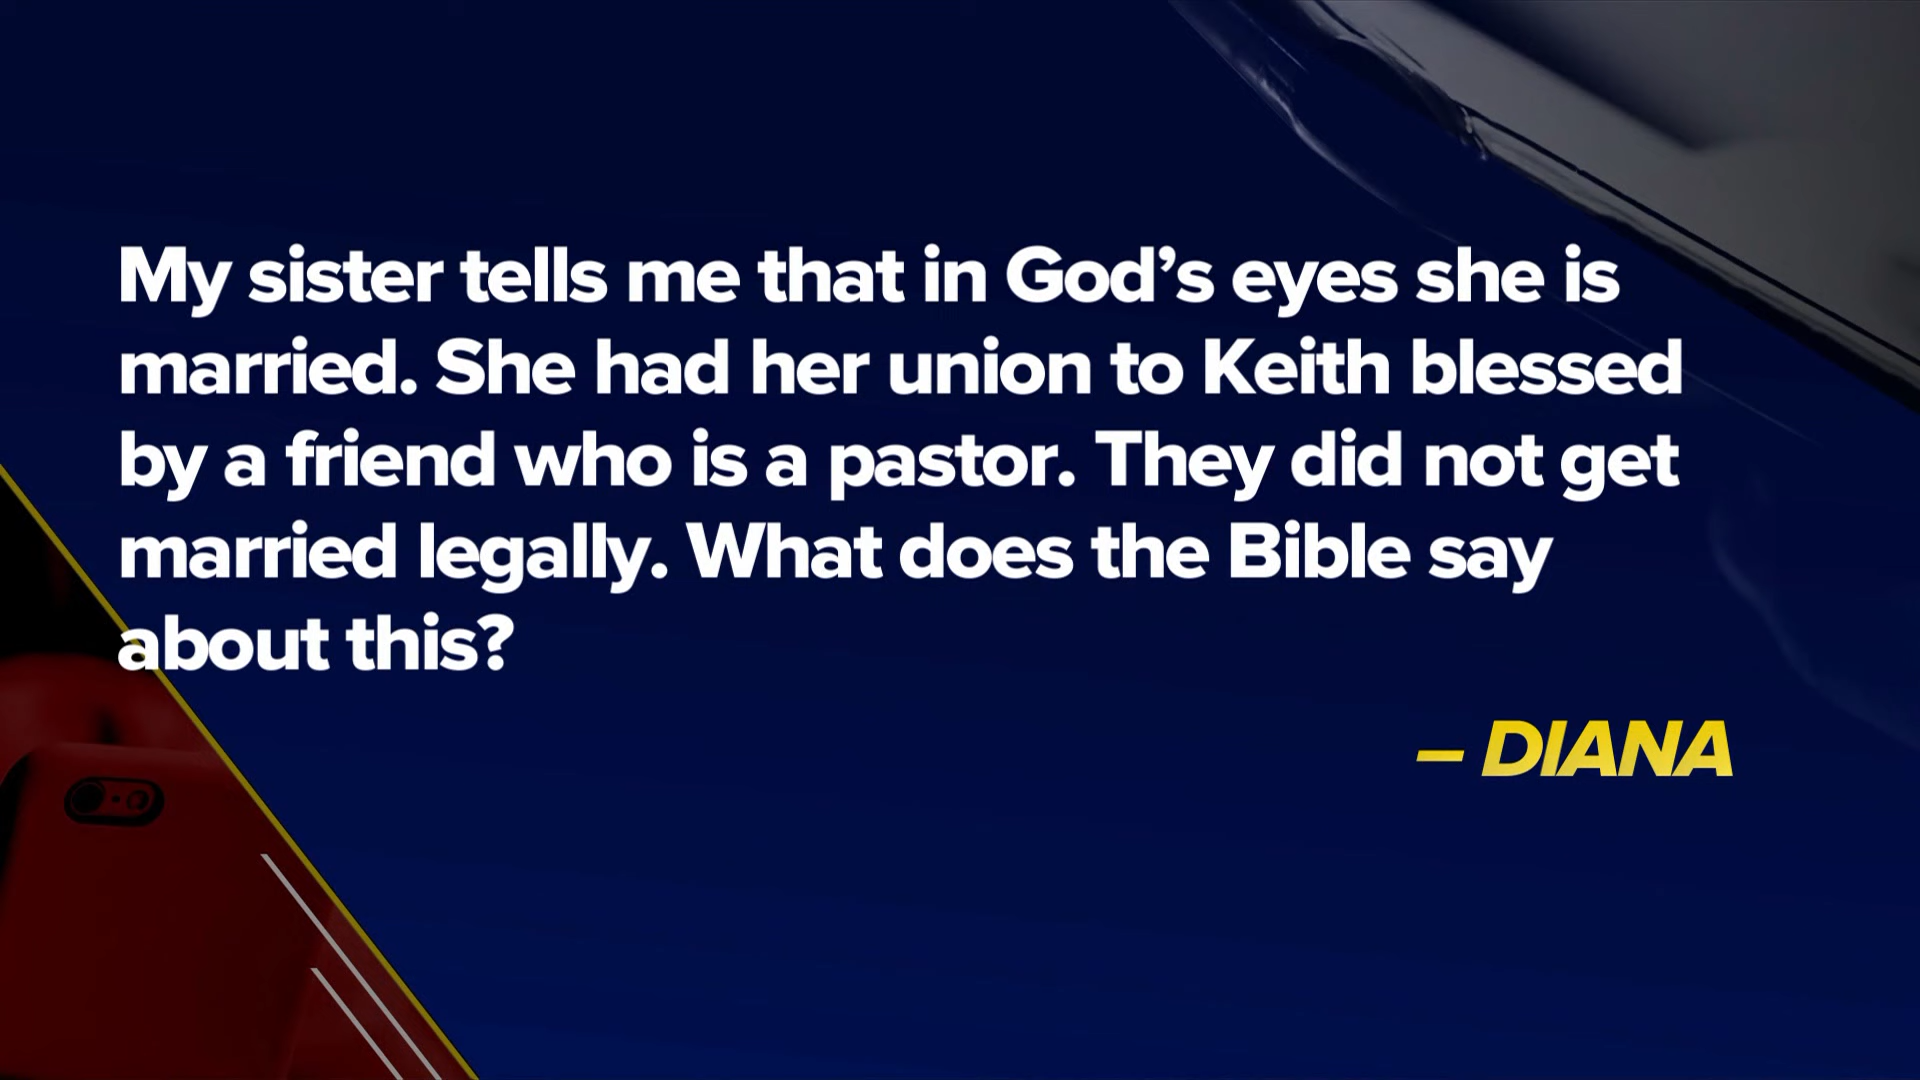 My sister tells me that in God’s eyes she is
married. She had her union to Keith blessed
by a friend who is a pastor. They did not get
married legally. What does the Bible say
about this?
– DIANA